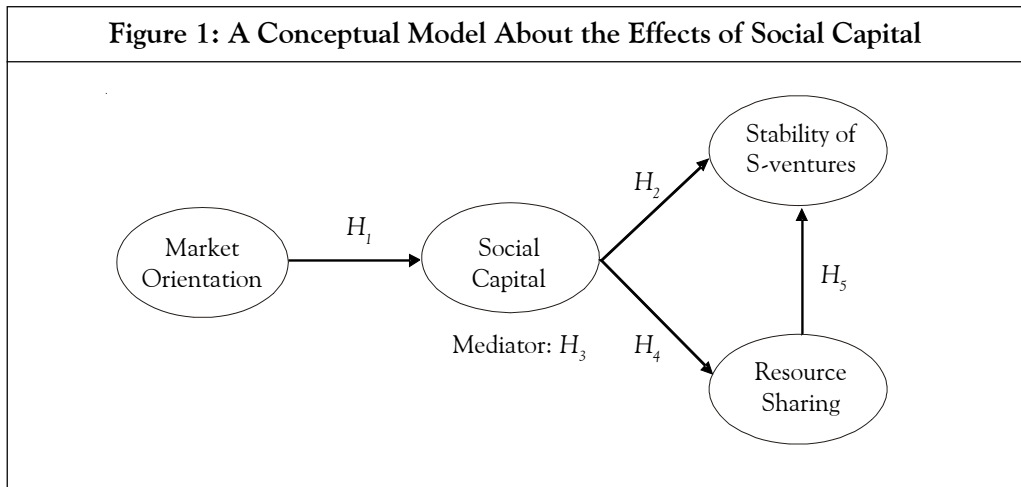 Figure 1: A Conceptual Model About the Effects of Social Capital
Stability of
S-ventures
H2
H1
Market
Orientation
Social
Capital
H5
Mediator: H3
H4
Resource
Sharing